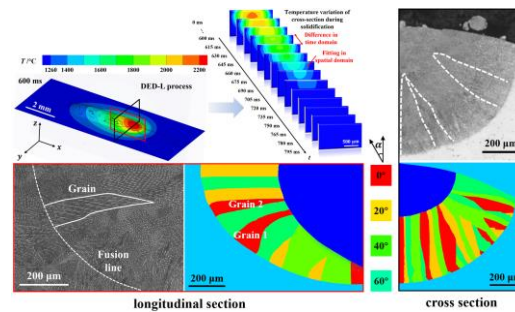 T /°C
1260 1400 1600 1800 2000 2200
600 ms
2 mm
DED-L process
z
y
x
Temperature variation of
cross-section during
solidification
Difference in
time domain
Fitting in
spatial domain
0 ms
600 ms
615 ms
630 ms
645 ms
660 ms
675 ms
690 ms
705 ms
720 ms
735 ms
750 ms
765 ms
780 ms
795 ms
t
500 μm
200 μm
α
Grain
Fusion
line
200 μm
Grain 2
Grain 1
200 μm
0°
20°
40°
60°
200 μm
longitudinal section
cross section